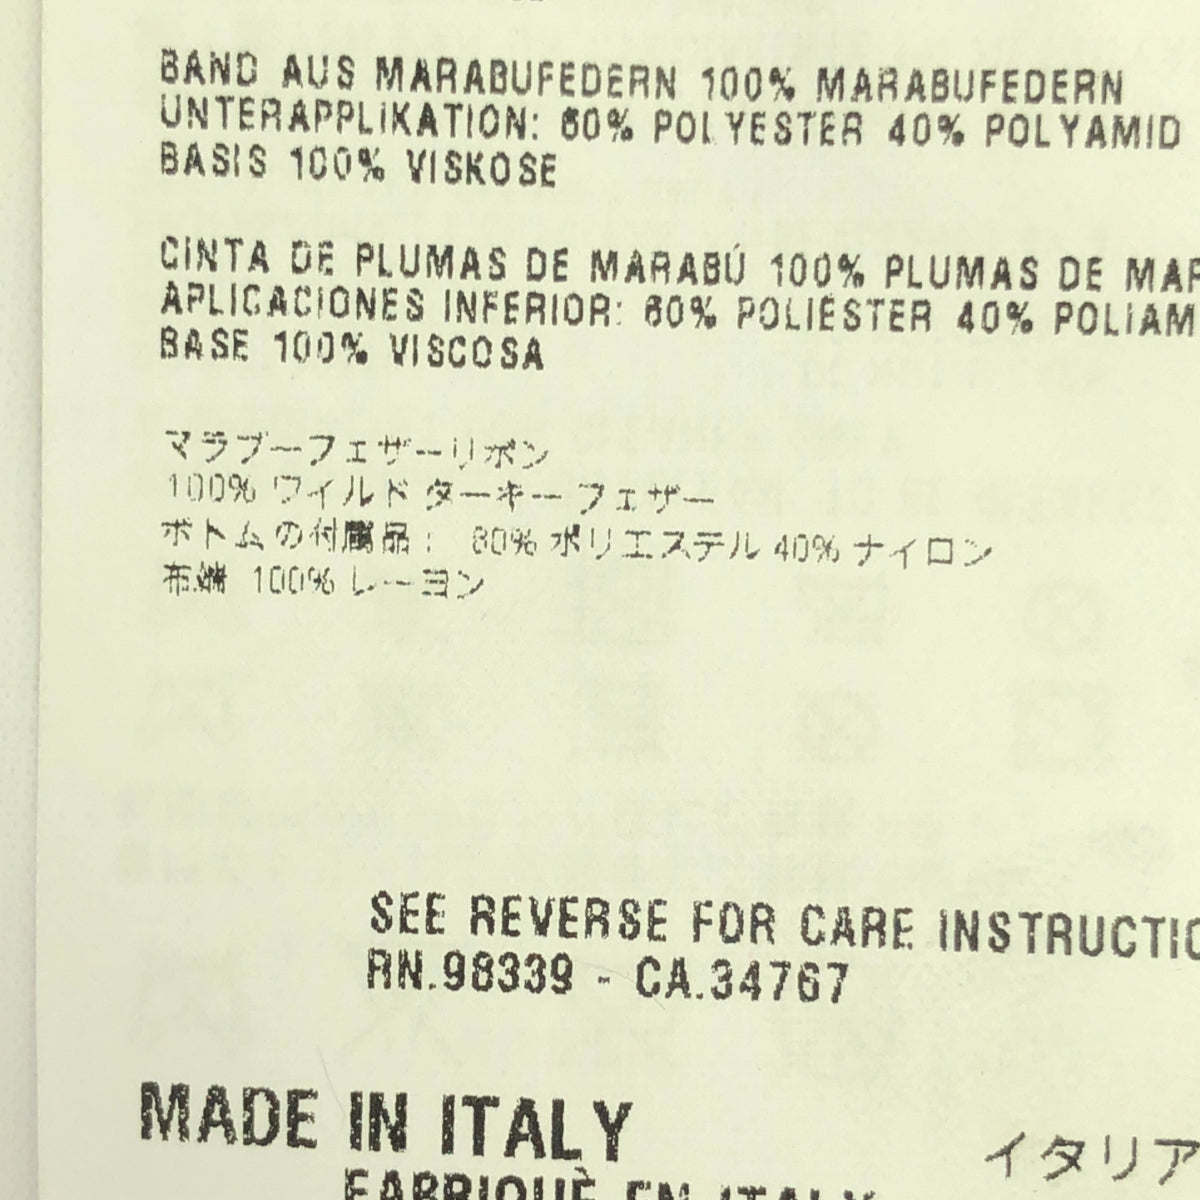 BAND AUS MARABUFEDERN 100% MARABUFEDERN
UNTERAPPLIKATION: 60% POLYESTER 40% POLYAMID
BASIS 100% VISKOSE
CINTA DE PLUMAS DE MARABÚ 100% PLUMAS DE MAR
APLICACIONES INFERIOR: 60% POLIÉSTER 40% POLIAM
BASE 100% VISCOSA
マラブーフェザーリボン
100% ワイルド ターキー フェザー
ボトムの付属品: 60% ポリエステル 40% ナイロン
布端 100% レーヨン
SEE REVERSE FOR CARE INSTRUCTIO
RN.98339 - CA.34767
MADE IN ITALY
イタリア
FABRIQUÈ EN ITALY